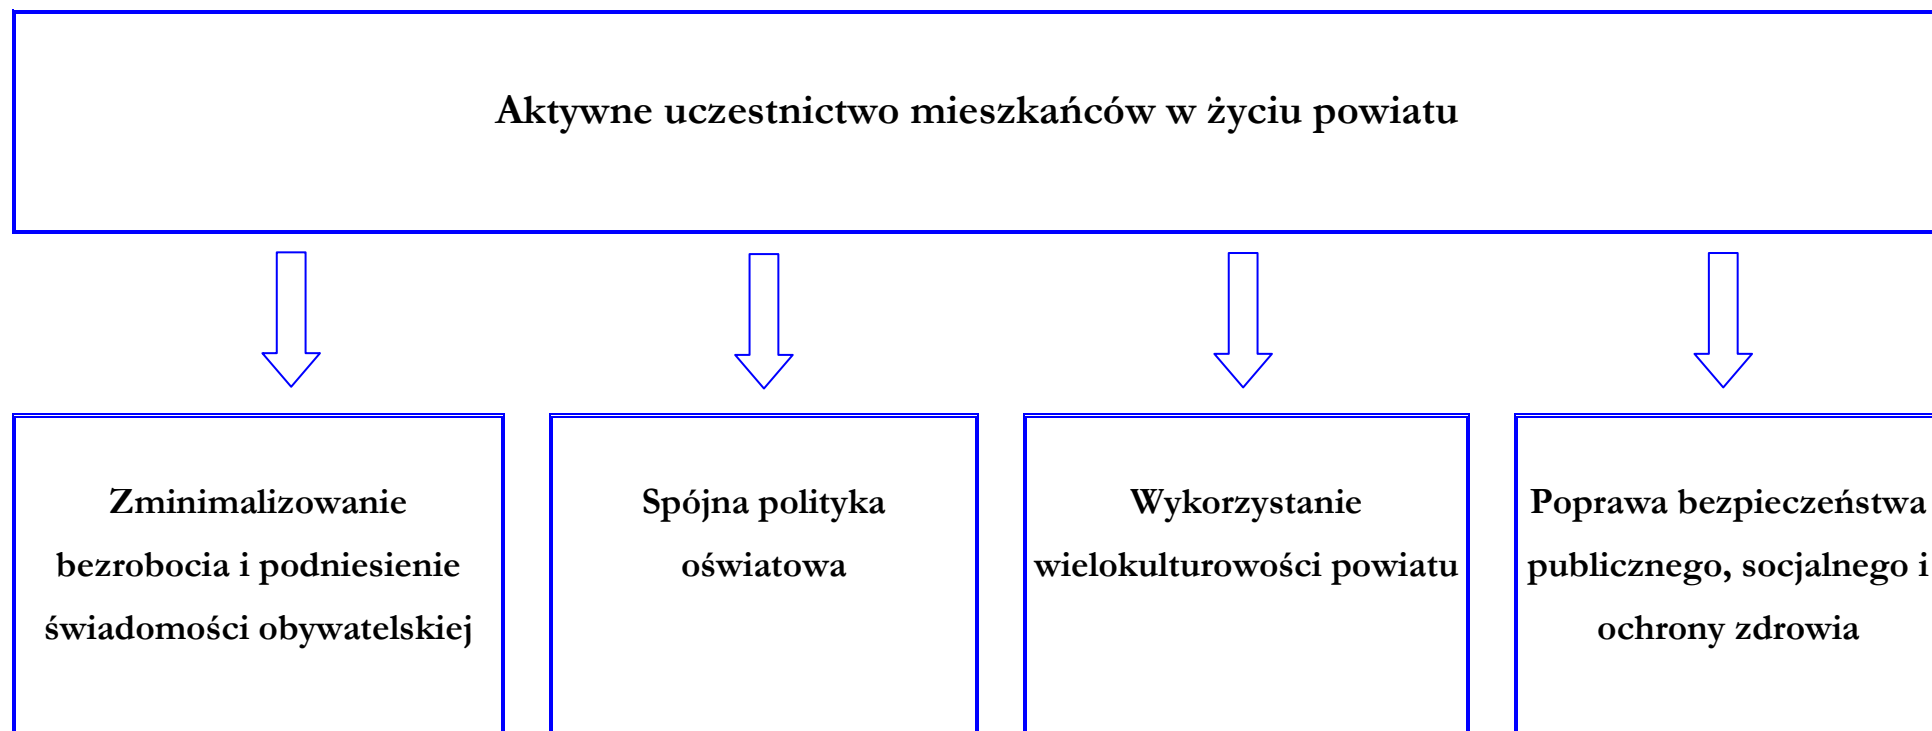 Aktywne uczestnictwo mieszkańców w życiu powiatu
Zminimalizowanie
bezrobocia i podniesienie
świadomości obywatelskiej
Spójna polityka
oświatowa
Wykorzystanie
wielokulturowości powiatu
Poprawa bezpieczeństwa
publicznego, socjalnego i
ochrony zdrowia